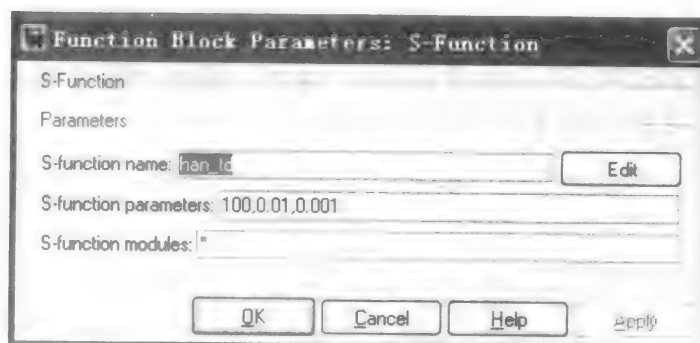 Function Block Parameters: S-Function
S-Function
Parameters
S-function name: han_td
Edit
S-function parameters: 100,0.01,0.001
S-function modules: "
OK
Cancel
Help
Apply